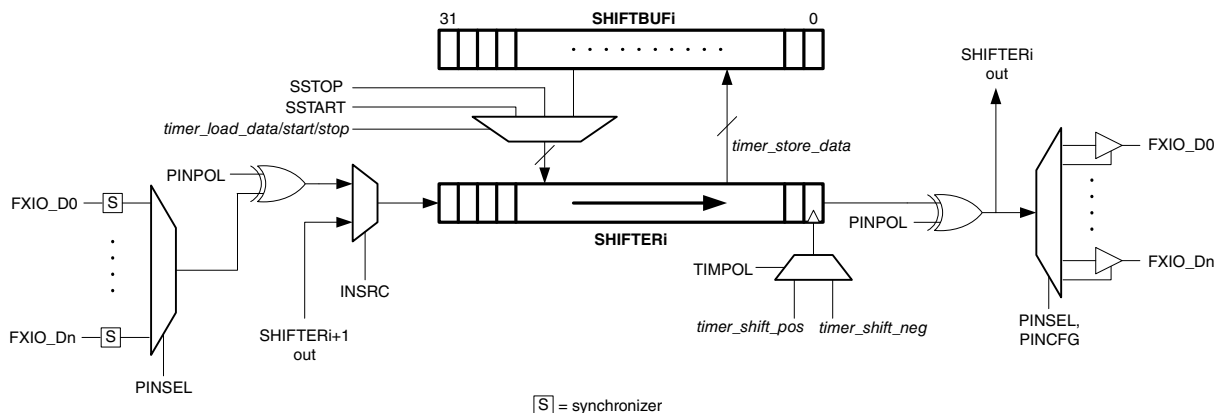 31
SHIFTBUFi
0
SSTOP
SSTART
timer_load_data/start/stop
timer_store_data
SHIFTERi
out
PINPOL
FXIO_D0
S
FXIO_Dn
S
PINSEL
INSRC
SHIFTERi+1
out
SHIFTERi
TIMPOL
timer_shift_pos
timer_shift_neg
PINPOL
FXIO_D0
FXIO_Dn
PINSEL,
PINCFG
S = synchronizer